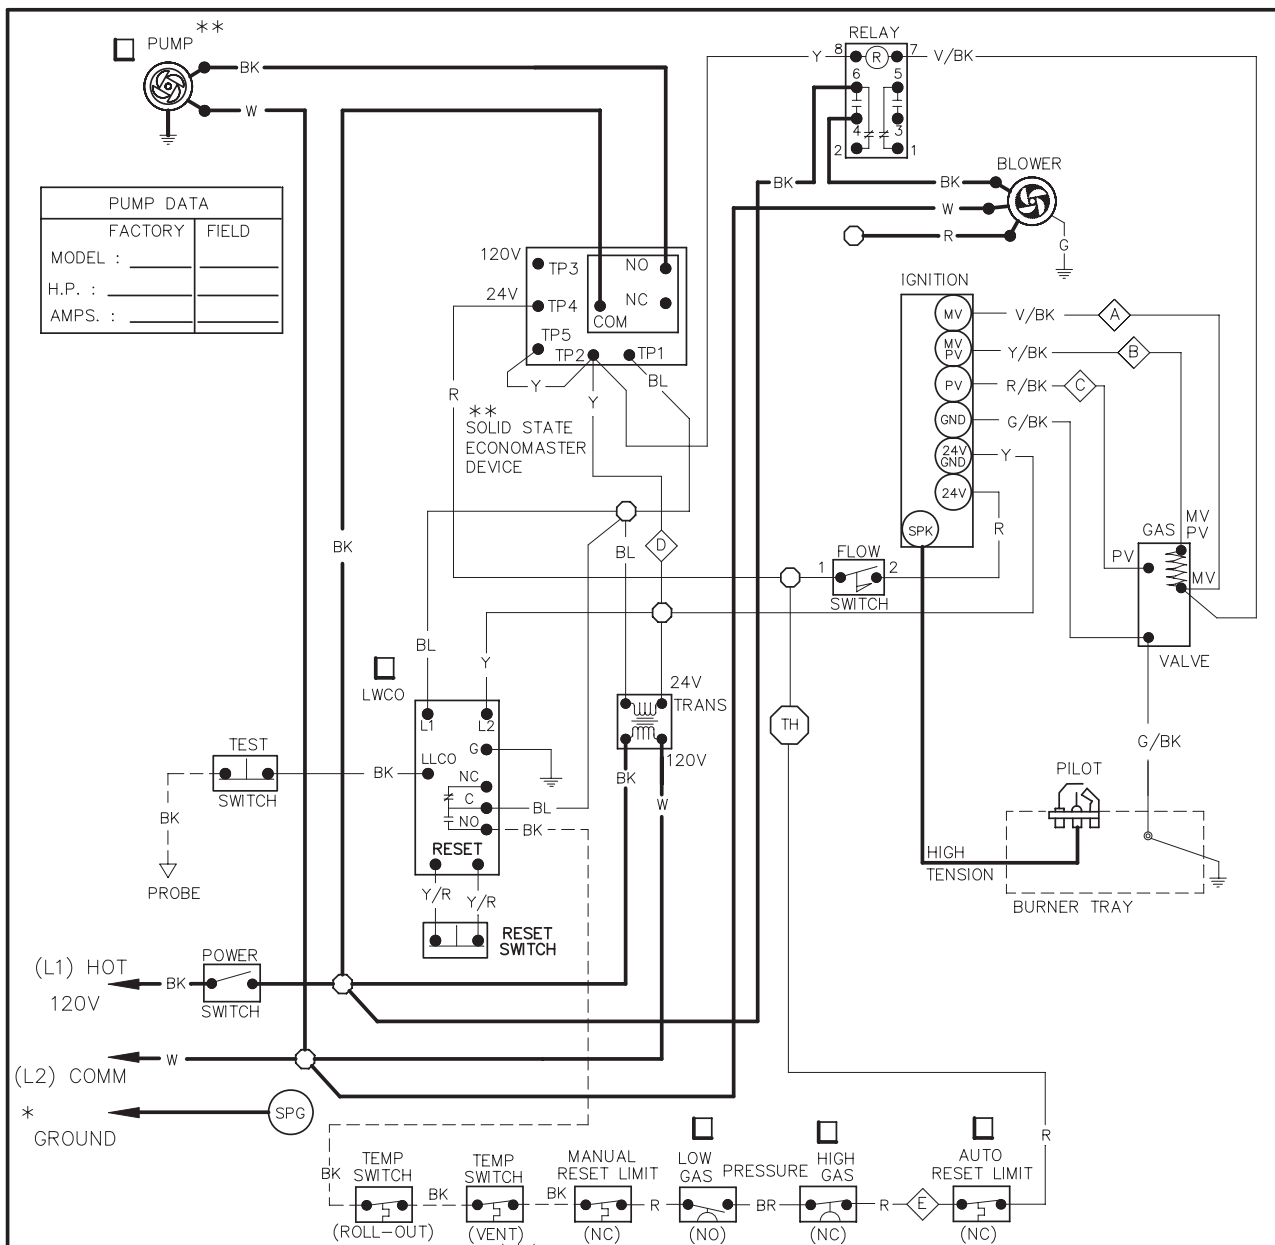 **
PUMP
BK
W
RELAY
8
R
7
Y
V/BK
6
5
4
3
2
1
BLOWER
BK
BK
W
R
G
PUMP DATA
FACTORY FIELD
MODEL :
H.P. :
AMPS. :
120V
TP3
24V
TP4
TP5
TP2
TP1
NO
NC
COM
Y
Y
BL
R
**
SOLID STATE
ECONOMASTER
DEVICE
IGNITION
MV
V/BK
A
MV
PV
Y/BK
B
PV
R/BK
C
GND
G/BK
24V
GND
Y
24V
R
SPK
BK
BL
D
FLOW
1
2
SWITCH
GAS
MV
PV
PV
MV
VALVE
BL
Y
LWCO
L1
L2
G
LLCO
NC
C
NO
BL
BK
RESET
Y/R
Y/R
RESET
SWITCH
24V
TRANS
120V
BK
W
TH
TEST
SWITCH
BK
BK
PROBE
G/BK
PILOT
HIGH
TENSION
BURNER TRAY
(L1) HOT
120V
BK
POWER
SWITCH
W
(L2) COMM
*
GROUND
SPG
R
BK
TEMP
SWITCH
(ROLL-OUT)
BK
TEMP
SWITCH
(VENT)
BK
MANUAL
RESET LIMIT
(NC)
R
LOW
GAS
(NO)
PRESSURE
BR
HIGH
GAS
(NC)
R
E
AUTO
RESET LIMIT
(NC)